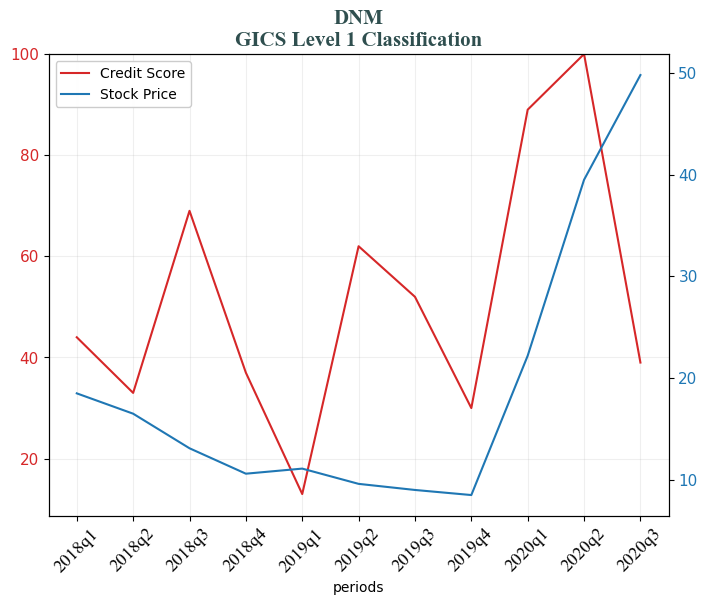 DNM
GICS Level 1 Classification
Credit Score
Stock Price
100
80
60
40
20
50
40
30
20
10
2018q1
2018q2
2018q3
2018q4
2019q1
2019q2
2019q3
2019q4
2020q1
2020q2
2020q3
periods